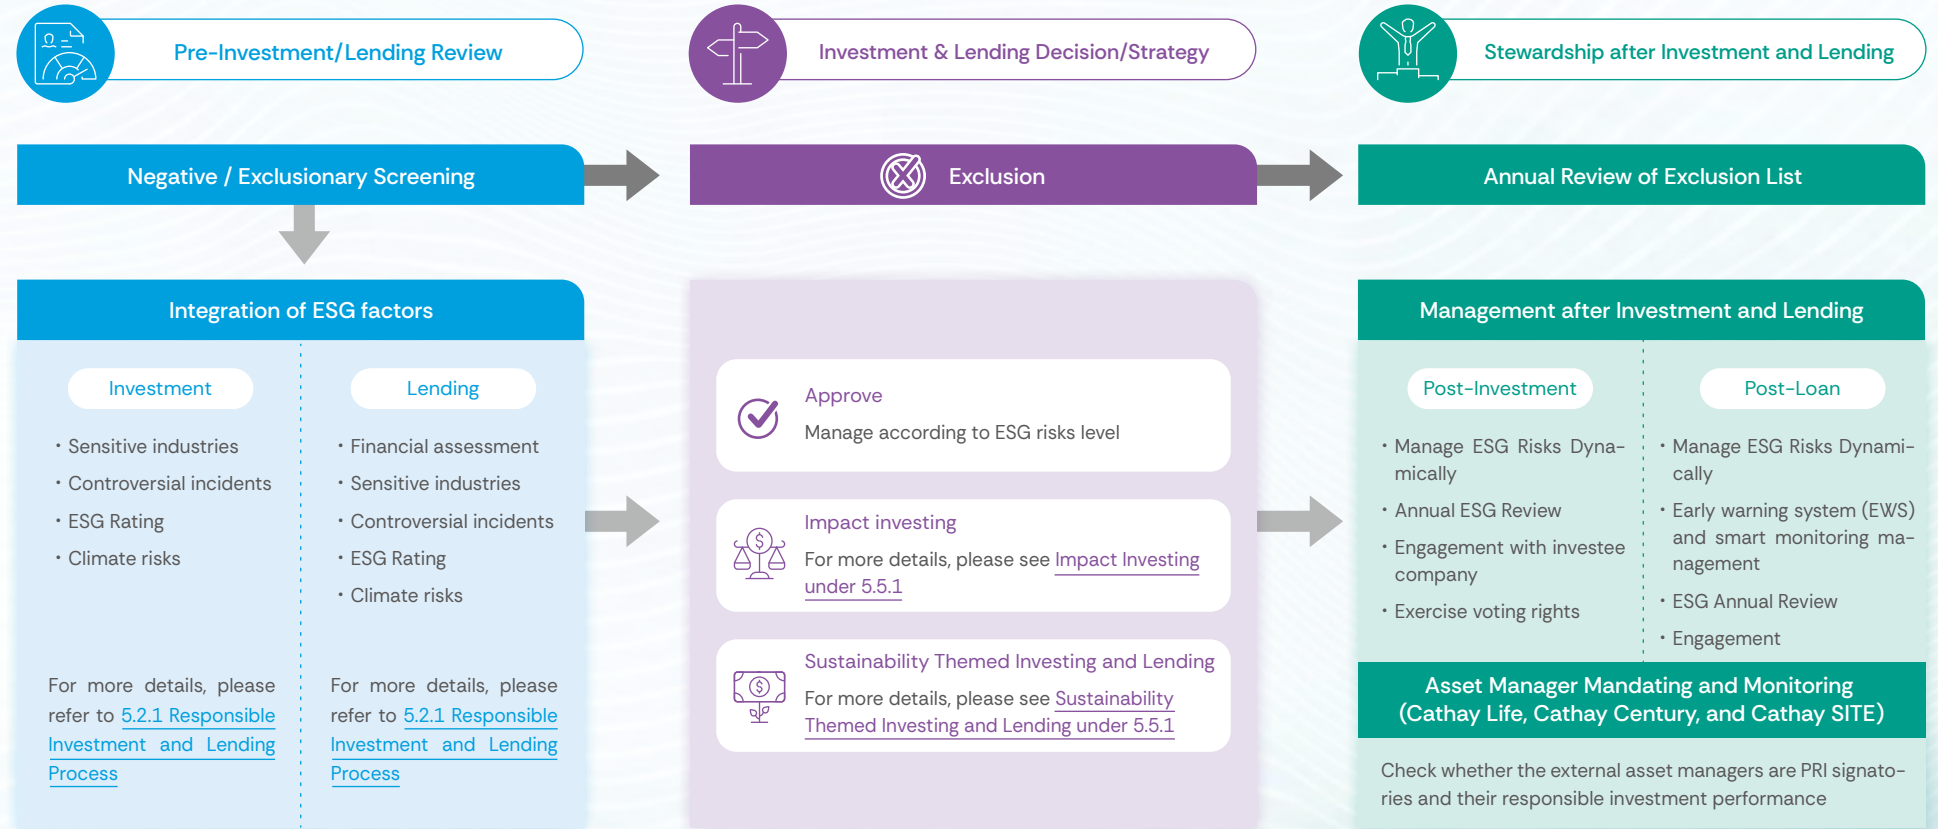 Pre-Investment/Lending Review
Investment & Lending Decision/Strategy
Stewardship after Investment and Lending
Negative / Exclusionary Screening
Exclusion
Annual Review of Exclusion List
Integration of ESG factors
Investment
・Sensitive industries
・Controversial incidents
・ESG Rating
・Climate risks
For more details, please
refer to 5.2.1 Responsible
Investment and Lending
Process
Lending
・Financial assessment
・Sensitive industries
・Controversial incidents
・ESG Rating
・Climate risks
For more details, please
refer to 5.2.1 Responsible
Investment and Lending
Process
Approve
Manage according to ESG risks level
Impact investing
For more details, please see Impact Investing
under 5.5.1
Sustainability Themed Investing and Lending
For more details, please see Sustainability
Themed Investing and Lending under 5.5.1
Management after Investment and Lending
Post-Investment
・Manage ESG Risks Dyna-
mically
・Annual ESG Review
・Engagement with investee
company
・Exercise voting rights
Post-Loan
・Manage ESG Risks Dynami-
cally
・Early warning system (EWS)
and smart monitoring ma-
nagement
・ESG Annual Review
・Engagement
Asset Manager Mandating and Monitoring
(Cathay Life, Cathay Century, and Cathay SITE)
Check whether the external asset managers are PRI signato-
ries and their responsible investment performance